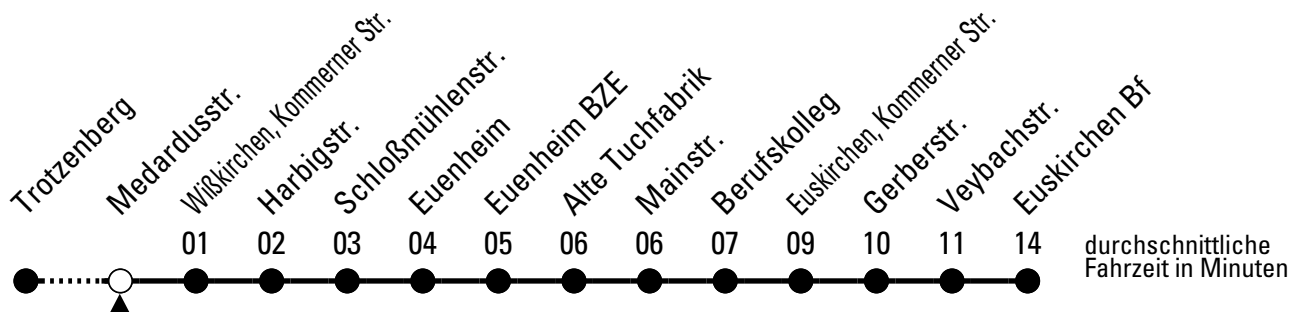 Trotzenberg
Medardusstr.
Wißkirchen, Kommerner Str.
Harbigstr.
Schloßmühlenstr.
Euenheim
Euenheim BZE
Alte Tuchfabrik
Mainstr.
Berufskolleg
Euskirchen, Kommerner Str.
Gerberstr.
Veybachstr.
Euskirchen Bf
01 02 03 04 05 06 06 07 09 10 11 14
durchschnittliche
Fahrzeit in Minuten